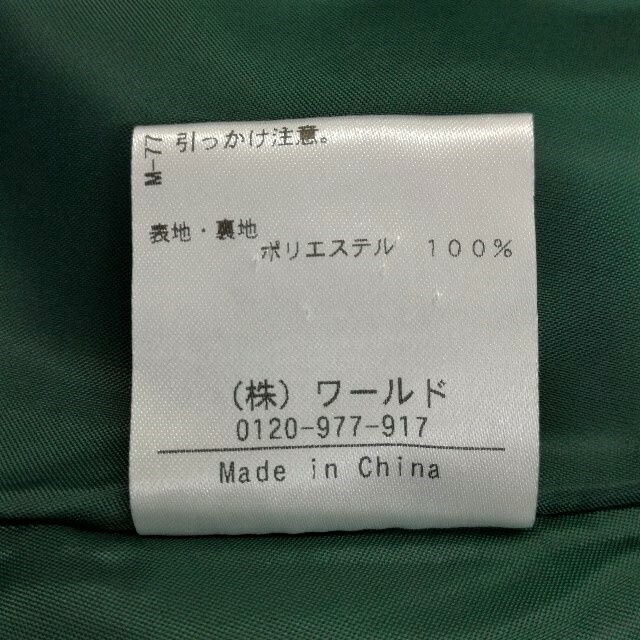 M-77
引っかけ注意。
表地・裏地
ポリエステル　１００％
(株) ワールド
0120-977-917
Made in China